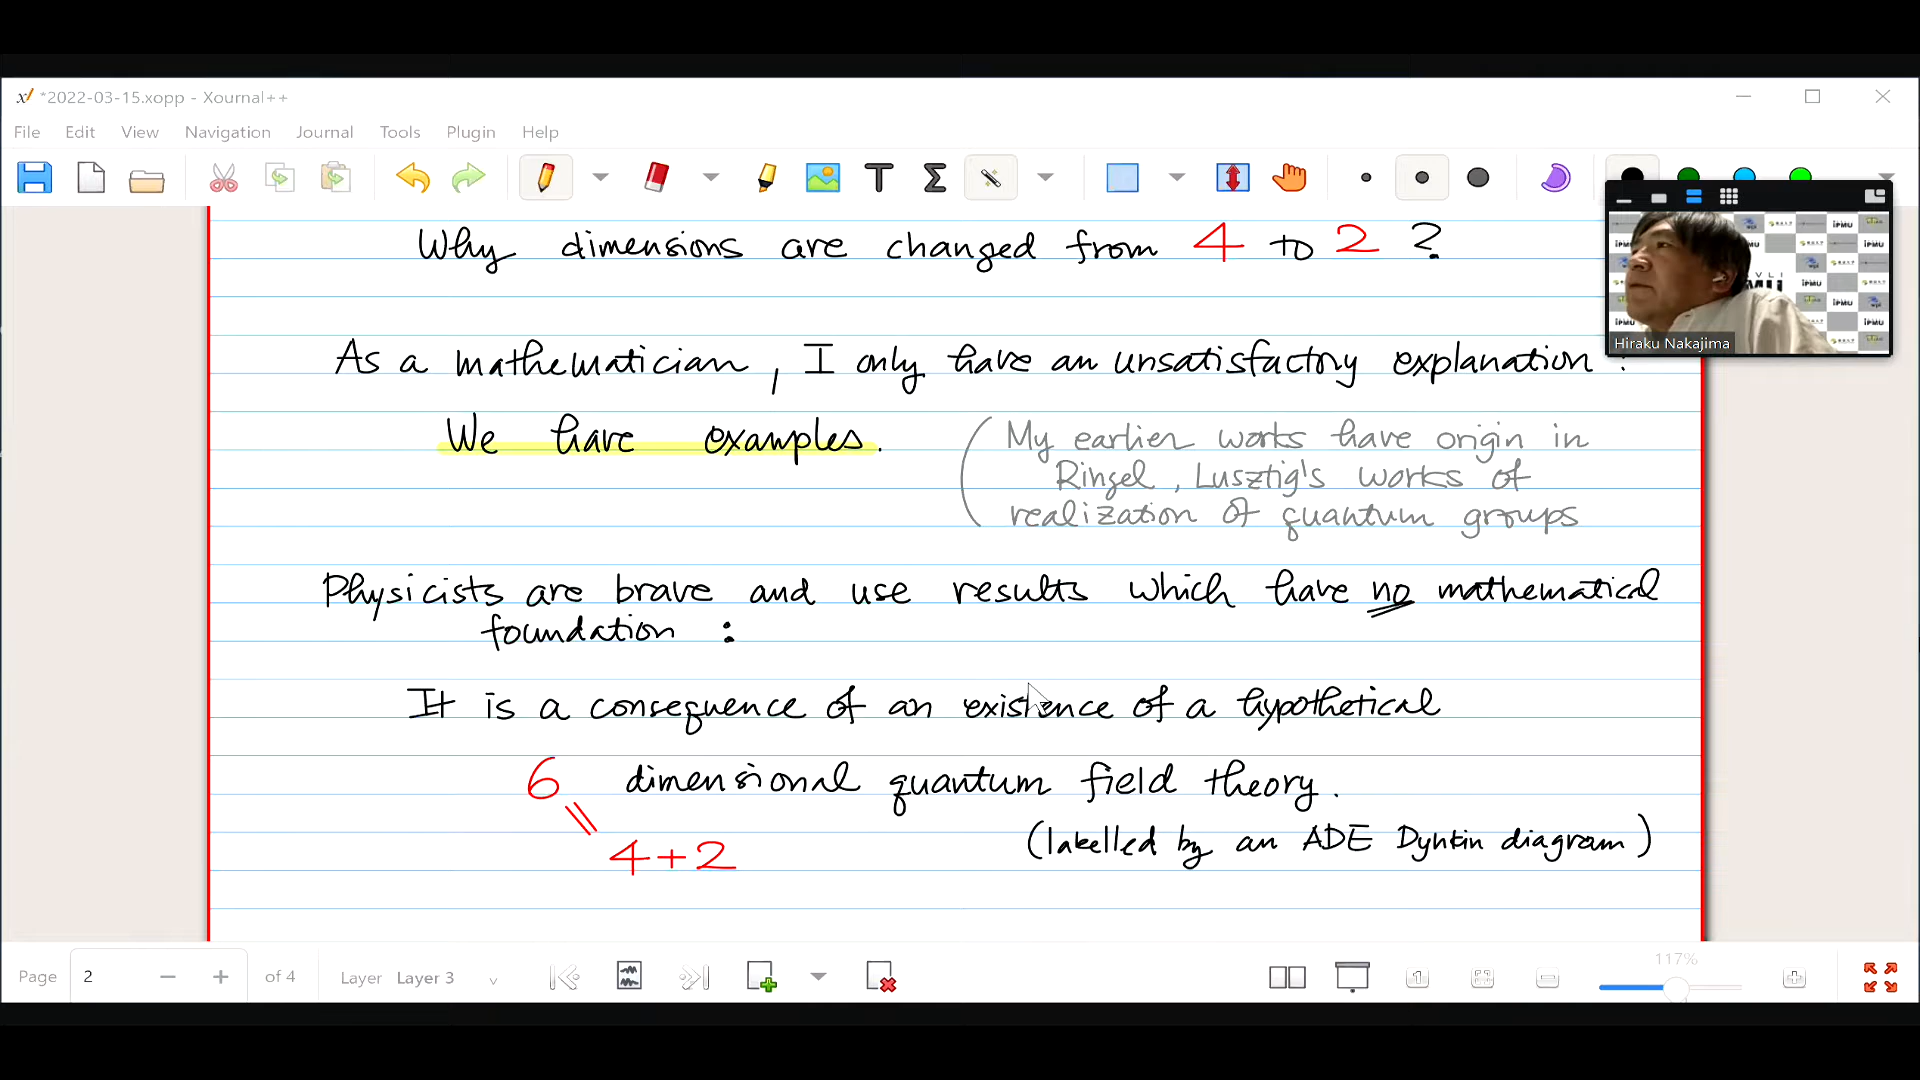 *2022-03-15.xopp - Xournal++
File Edit View Navigation Journal Tools Plugin Help
Why dimensions are changed from 4 to 2 ?
As a mathematician, I only have an unsatisfactory explanation :
We have examples.
(My earlier works have origin in
Ringel, Lusztig's works of
realization of quantum groups
Physicists are brave and use results which have no mathematical
foundation :
It is a consequence of an existence of a hypothetical
6 dimensional quantum field theory.
4+2
(labelled by an ADE Dynkin diagram)
Hiraku Nakajima
Page 2 of 4 Layer Layer 3
117%